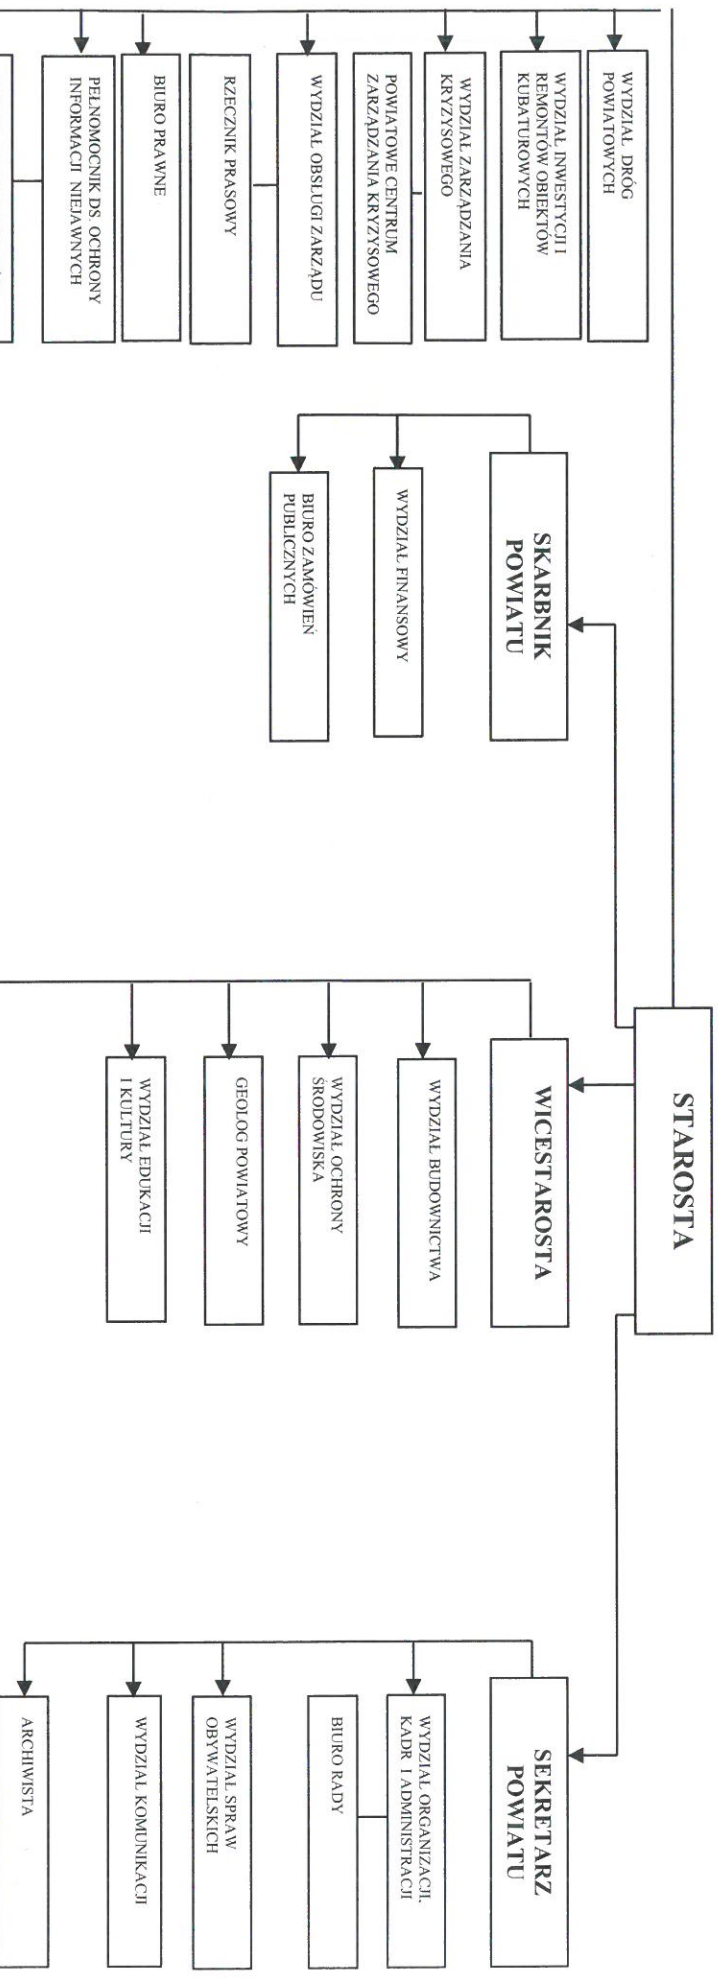 STAROSTA
WYDZIAŁ DRÓG
POWIATOWYCH
WYDZIAŁ INWESTYCJI I
REMONTÓW OBIEKTÓW
KUBATUROWYCH
WYDZIAŁ ZARZĄDZANIA
KRYZYSOWEGO
POWIATOWE CENTRUM
ZARZĄDZANIA KRYZYSOWEGO
WYDZIAŁ OBSŁUGI ZARZĄDU
RZECZNIK PRASOWY
BIURO PRAWNE
PEŁNOMOCNIK DS. OCHRONY
INFORMACJI NIEJAWNYCH
SKARBNIK
POWIATU
WYDZIAŁ FINANSOWY
BIURO ZAMÓWIEŃ
PUBLICZNYCH
WICESTAROSTA
WYDZIAŁ BUDOWNICTWA
WYDZIAŁ OCHRONY
ŚRODOWISKA
GEOLOG POWIATOWY
WYDZIAŁ EDUKACJI
I KULTURY
SEKRETARZ
POWIATU
WYDZIAŁ ORGANIZACJI,
KADR I ADMINISTRACJI
BIURO RADY
WYDZIAŁ SPRAW
OBYWATELSKICH
WYDZIAŁ KOMUNIKACJI
ARCHIWISTA